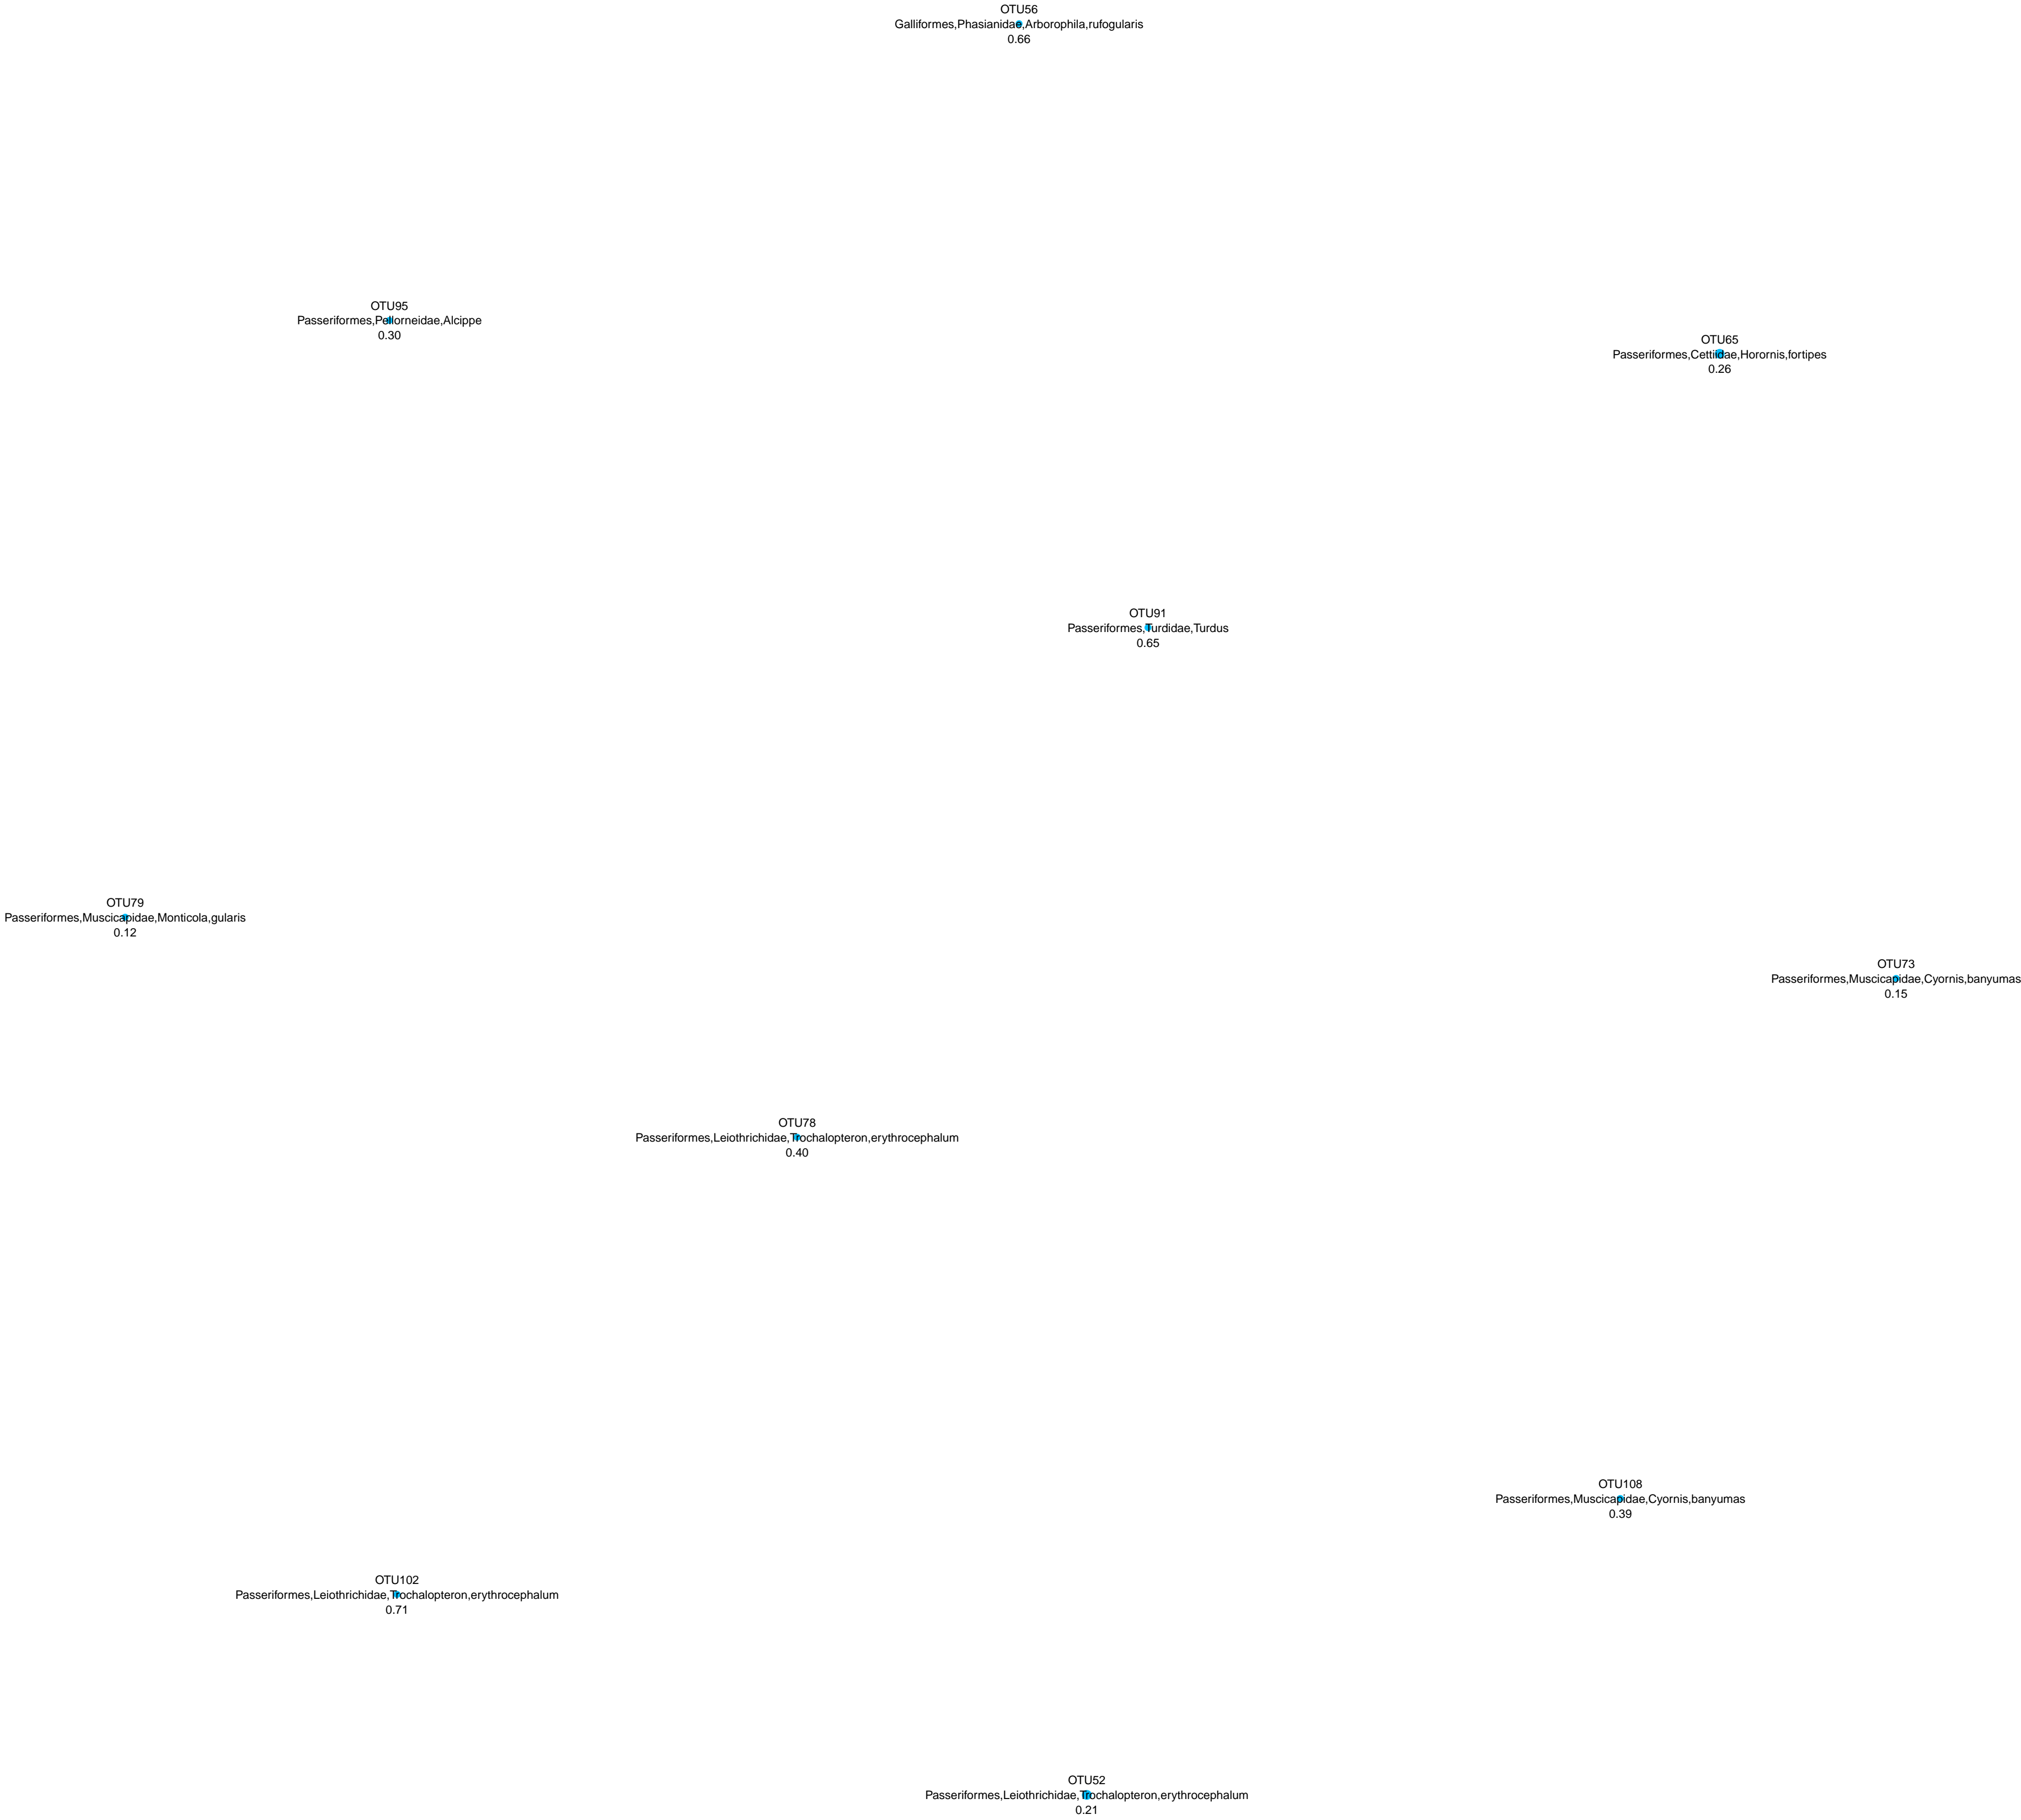 OTU56
Galliformes,Phasianidae,Arborophila,rufogularis
0.66
OTU95
Passeriformes,Pellorneidae,Alcippe
0.30
OTU65
Passeriformes,Cettiidae,Horornis,fortipes
0.26
OTU91
Passeriformes,Turdidae,Turdus
0.65
OTU79
Passeriformes,Muscicapidae,Monticola,gularis
0.12
OTU73
Passeriformes,Muscicapidae,Cyornis,banyumas
0.15
OTU78
Passeriformes,Leiothrichidae,Trochalopteron,erythrocephalum
0.40
OTU108
Passeriformes,Muscicapidae,Cyornis,banyumas
0.39
OTU102
Passeriformes,Leiothrichidae,Trochalopteron,erythrocephalum
0.71
OTU52
Passeriformes,Leiothrichidae,Trochalopteron,erythrocephalum
0.21